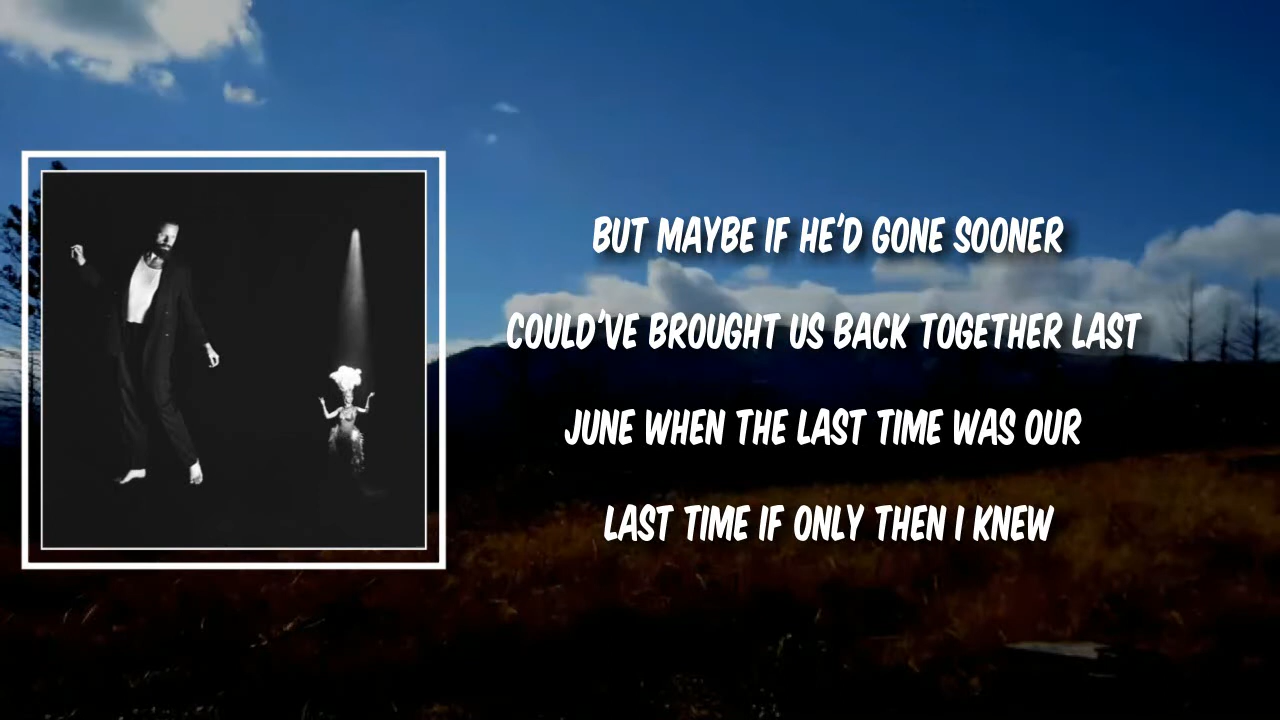 BUT MAYBE IF HE'D GONE SOONER
COULD'VE BROUGHT US BACK TOGETHER LAST
JUNE WHEN THE LAST TIME WAS OUR
LAST TIME IF ONLY THEN I KNEW